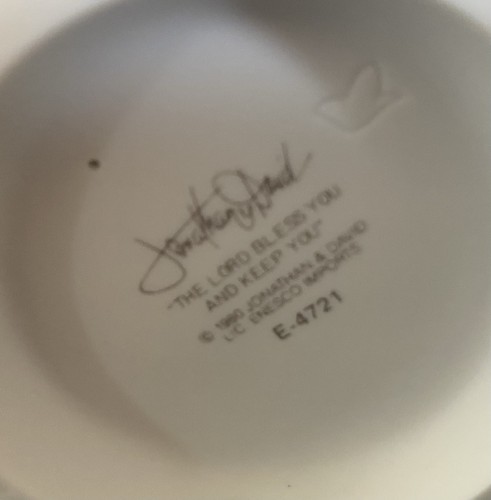 Jonathan & David
"THE LORD BLESS YOU
AND KEEP YOU"
© 1980 JONATHAN & DAVID
LIC ENESCO IMPORTS
E-4721